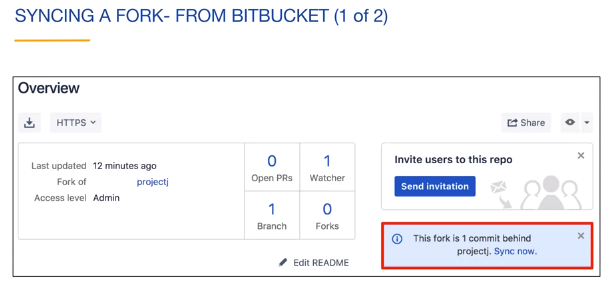 SYNCING A FORK- FROM BITBUCKET (1 of 2)
Overview
HTTPS
Share
Last updated 12 minutes ago
Fork of projectj
Access level Admin
0 Open PRs
1 Watcher
1 Branch
0 Forks
Edit README
Invite users to this repo
Send invitation
This fork is 1 commit behind
projectj. Sync now.